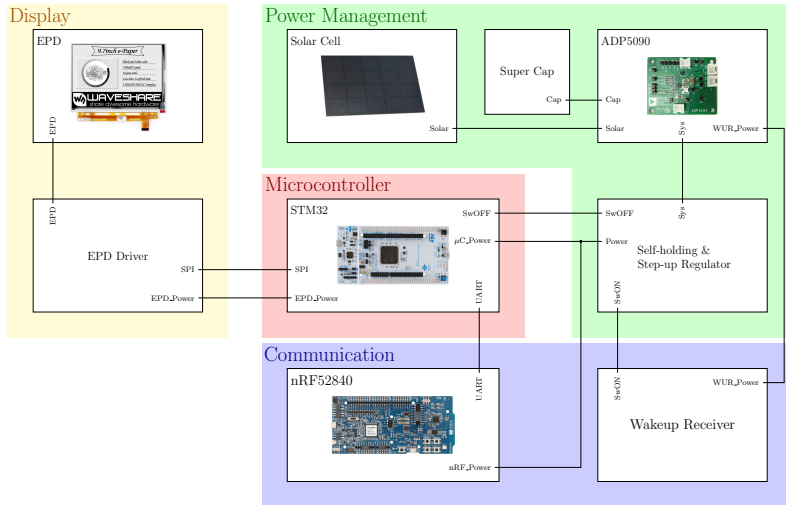 Display
EPD
9.7inch e-Paper
WAVESHARE
share awesome hardware
EPD
EPD
EPD Driver
SPI
EPD_Power
Power Management
Solar Cell
Solar
Super Cap
Cap
ADP5090
Cap
Solar
Sys
WUR_Power
Microcontroller
STM32
SwOFF
μC_Power
SPI
EPD_Power
UART
SwOFF
Sys
Power
Self-holding &
Step-up Regulator
SwON
Communication
nRF52840
UART
nRF_Power
SwON
WUR_Power
Wakeup Receiver